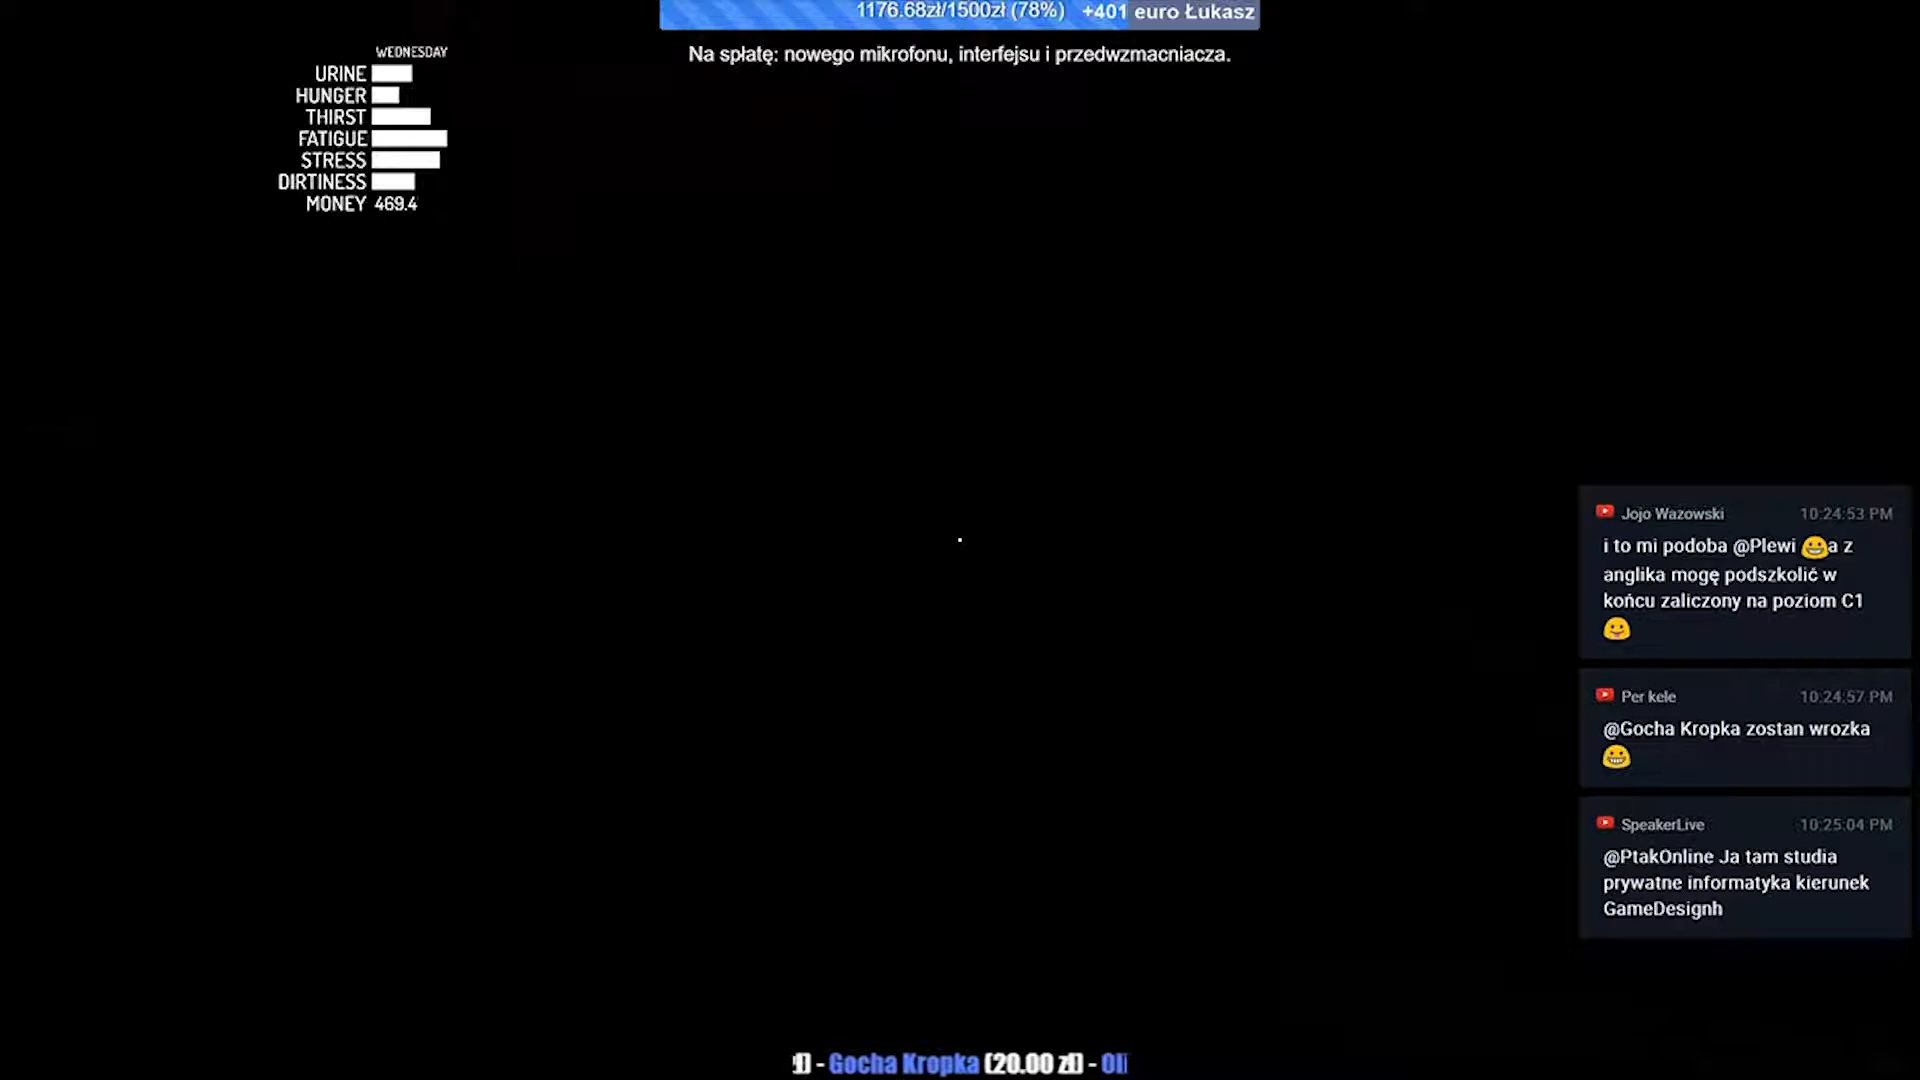 1176.68zł/1500zł (78%) +401 euro Łukasz
Na spłatę: nowego mikrofonu, interfejsu i przedwzmacniacza.
WEDNESDAY
URINE
HUNGER
THIRST
FATIGUE
STRESS
DIRTINESS
MONEY 469.4
Jojo Wazowski 10:24:53 PM
i to mi podoba @Plewi 😀a z
anglika mogę podszkolić w
końcu zaliczony na poziom C1
😛
Per kele 10:24:57 PM
@Gocha Kropka zostan wrozka
😀
SpeakerLive 10:25:04 PM
@PtakOnline Ja tam studia
prywatne informatyka kierunek
GameDesignh
- Gocha Kropka (20.00 zł) -